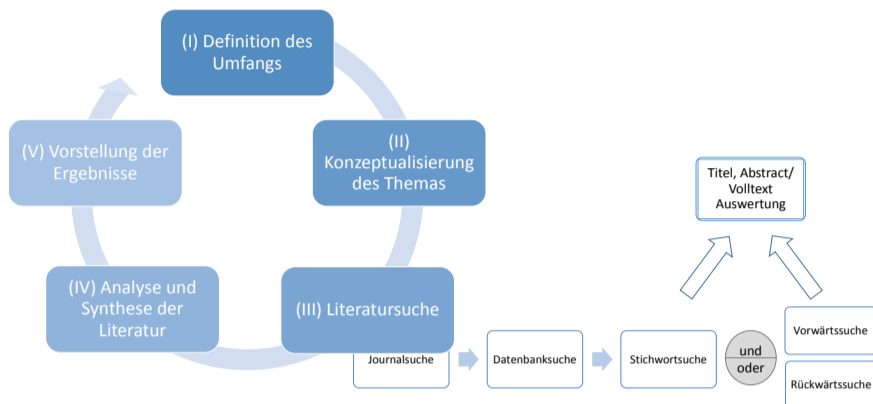 (I) Definition des
Umfangs
(II)
Konzeptualisierung
des Themas
(III) Literatursuche
(IV) Analyse und
Synthese der
Literatur
(V) Vorstellung der
Ergebnisse
Journalsuche
Datenbanksuche
Stichwortsuche
und
oder
Vorwärtssuche
Rückwärtssuche
Titel, Abstract/
Volltext
Auswertung